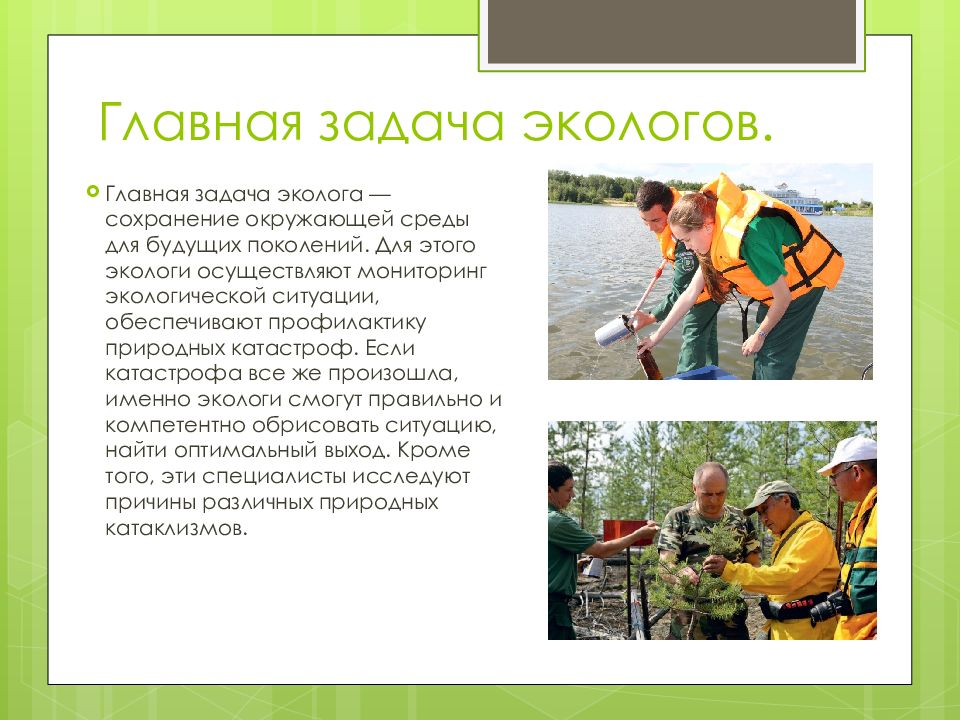 Главная задача экологов.
Главная задача эколога —
сохранение окружающей среды
для будущих поколений. Для этого
экологи осуществляют мониторинг
экологической ситуации,
обеспечивают профилактику
природных катастроф. Если
катастрофа все же произошла,
именно экологи смогут правильно и
компетентно обрисовать ситуацию,
найти оптимальный выход. Кроме
того, эти специалисты исследуют
причины различных природных
катаклизмов.